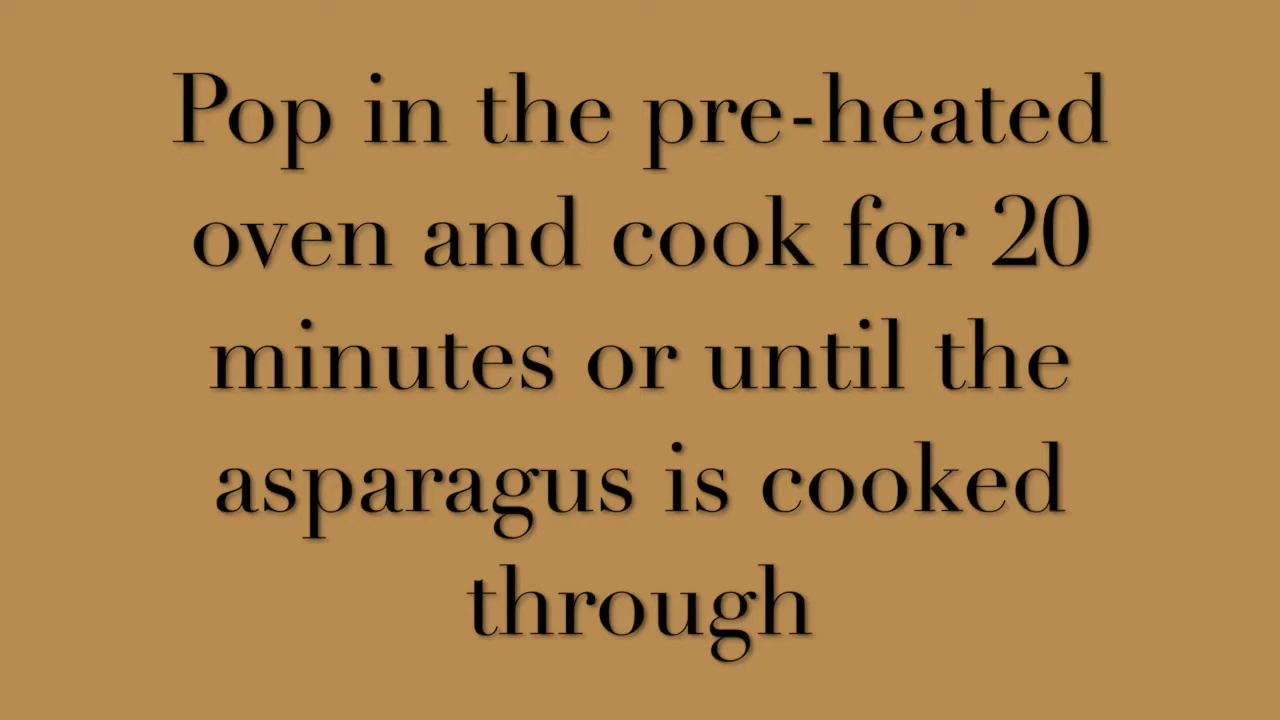 Pop in the pre-heated
oven and cook for 20
minutes or until the
asparagus is cooked
through